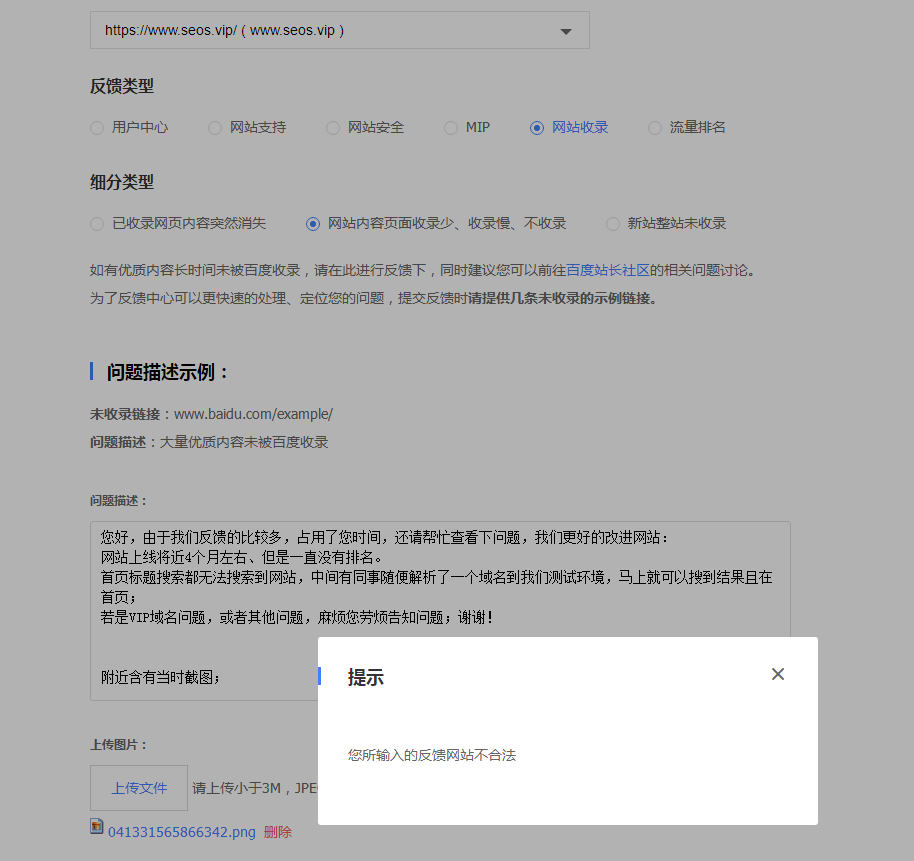 https://www.seos.vip/ ( www.seos.vip )
反馈类型
用户中心 网站支持 网站安全 MIP 网站收录 流量排名
细分类型
已收录网页内容突然消失 网站内容页面收录少、收录慢、不收录 新站整站未收录
如有优质内容长时间未被百度收录，请在此进行反馈下，同时建议您可以前往百度站长社区的相关问题讨论。
为了反馈中心可以更快速的处理、定位您的问题，提交反馈时请提供几条未收录的示例链接。
问题描述示例：
未收录链接：www.baidu.com/example/
问题描述：大量优质内容未被百度收录
问题描述：
您好，由于我们反馈的比较多，占用了您时间，还请帮忙查看下问题，我们更好的改进网站：
网站上线将近4个月左右、但是一直没有排名。
首页标题搜索都无法搜索到网站，中间有同事随便解析了一个域名到我们测试环境，马上就可以搜到结果且在
首页；
若是VIP域名问题，或者其他问题，麻烦您劳烦告知问题；谢谢！
附近含有当时截图；
提示
您所输入的反馈网站不合法
上传图片：
上传文件 请上传小于3M，JPE
041331565866342.png 删除